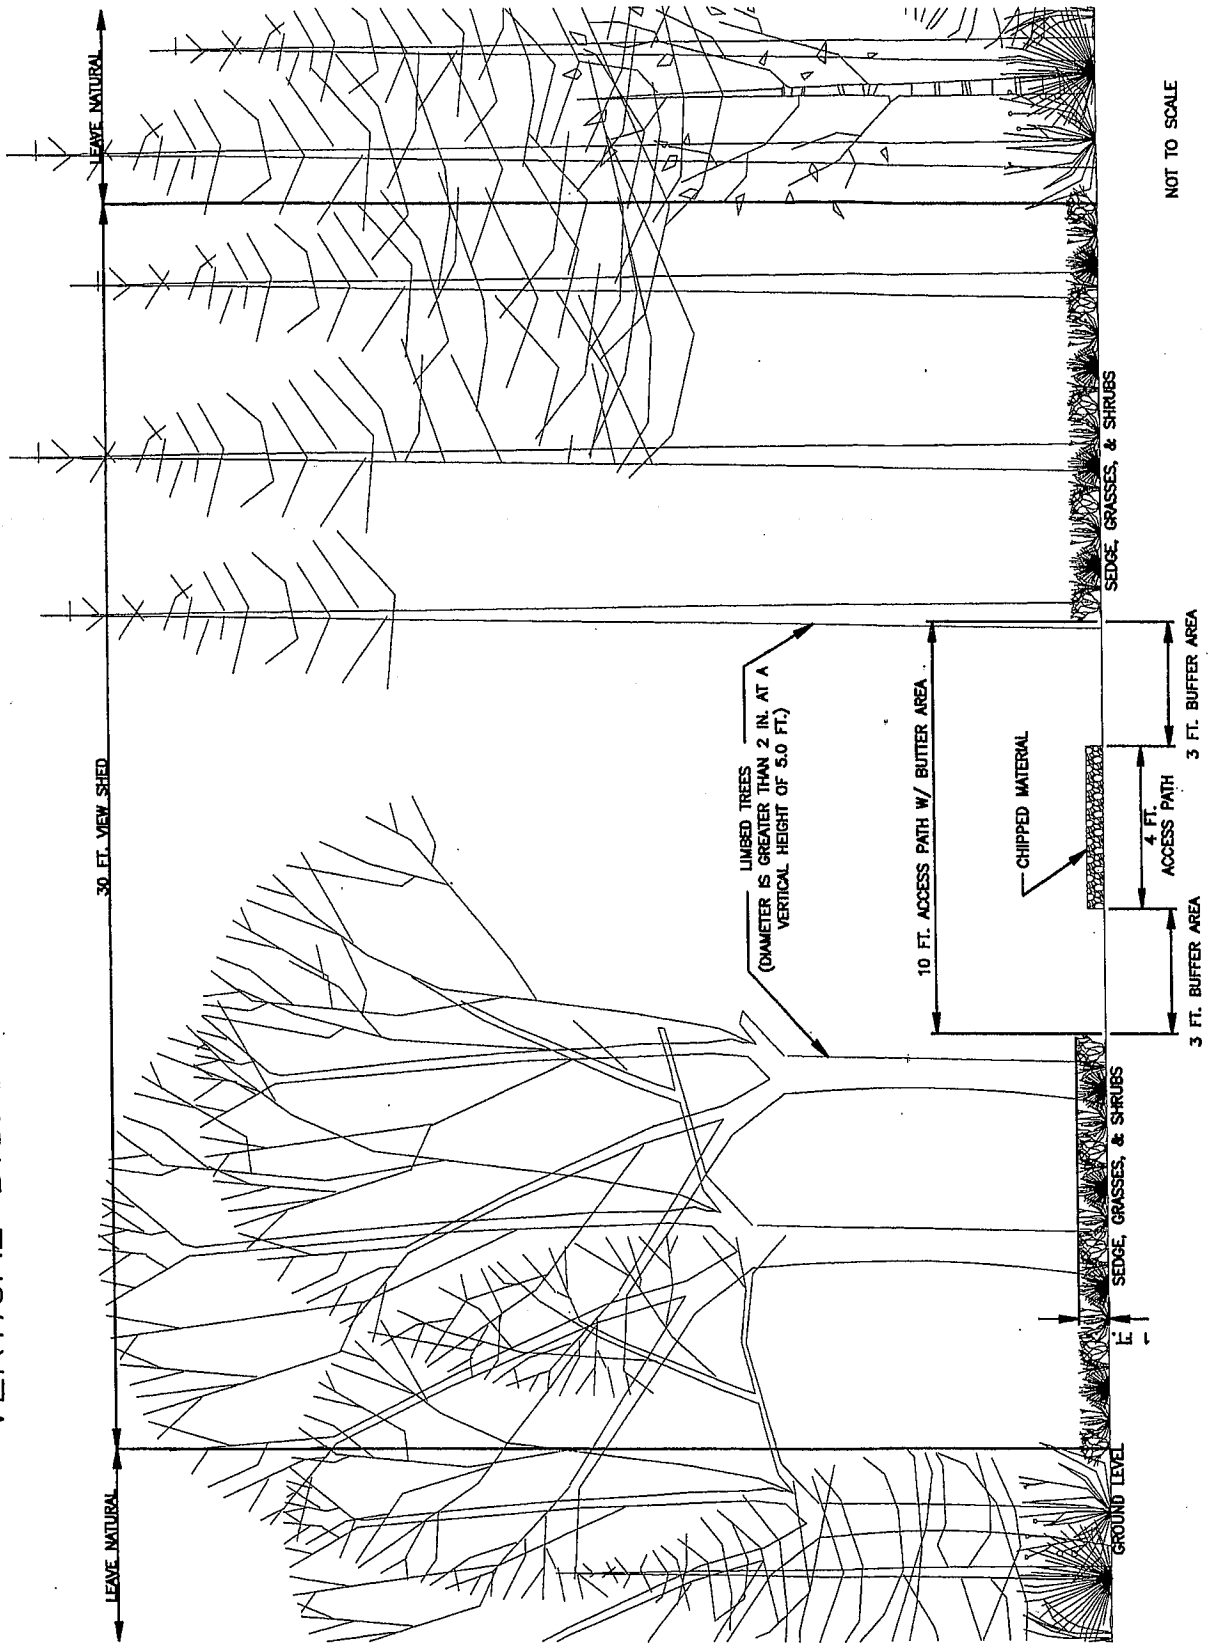 LEAVE NATURAL
30 FT. VIEW SHED
LEAVE NATURAL
LIMBED TREES
(DIAMETER IS GREATER THAN 2 IN. AT A
VERTICAL HEIGHT OF 5.0 FT.)
10 FT. ACCESS PATH W/ BUTTER AREA
CHIPPED MATERIAL
GROUND LEVEL
SEDGE, GRASSES, & SHRUBS
SEDGE, GRASSES, & SHRUBS
4 FT.
ACCESS PATH
3 FT. BUFFER AREA
3 FT. BUFFER AREA
NOT TO SCALE